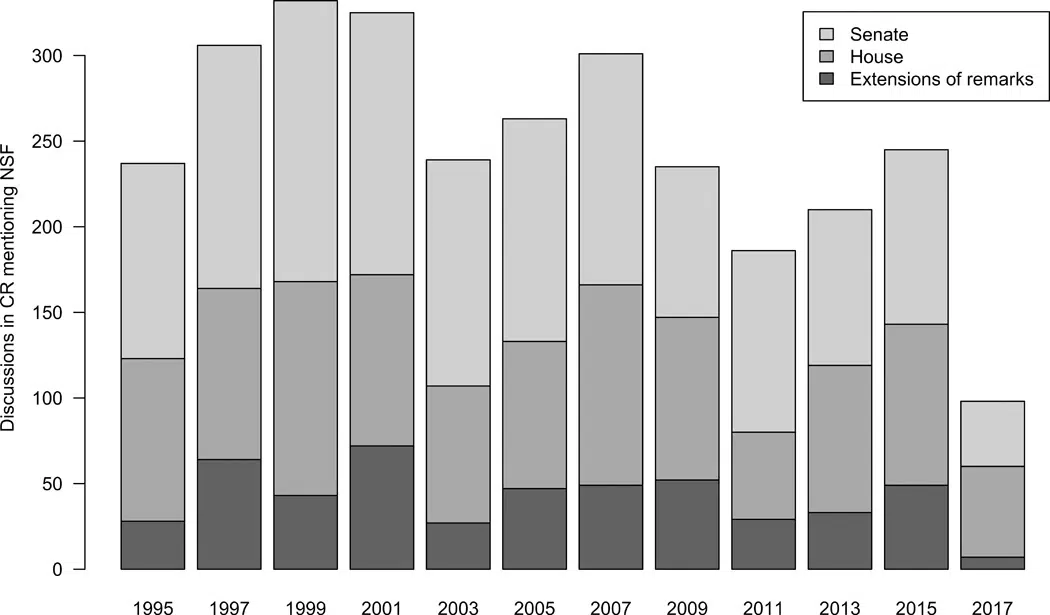 Discussions in CR mentioning NSF
300
250
200
150
100
50
0
Senate
House
Extensions of remarks
1995 1997 1999 2001 2003 2005 2007 2009 2011 2013 2015 2017